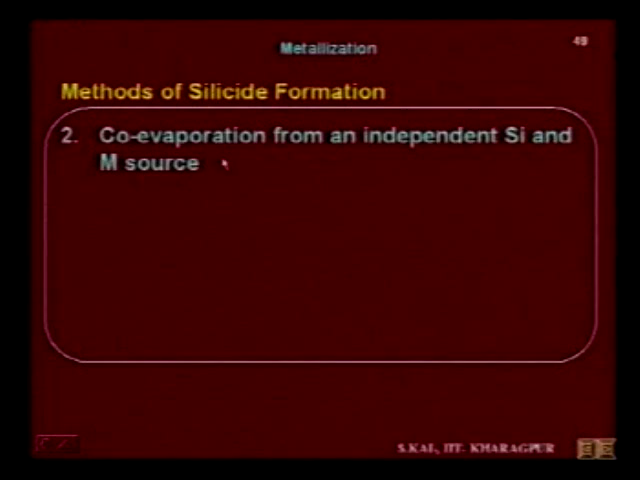 Metallization
49
Methods of Silicide Formation
2. Co-evaporation from an independent Si and
M source
S.KAL, IIT- KHARAGPUR